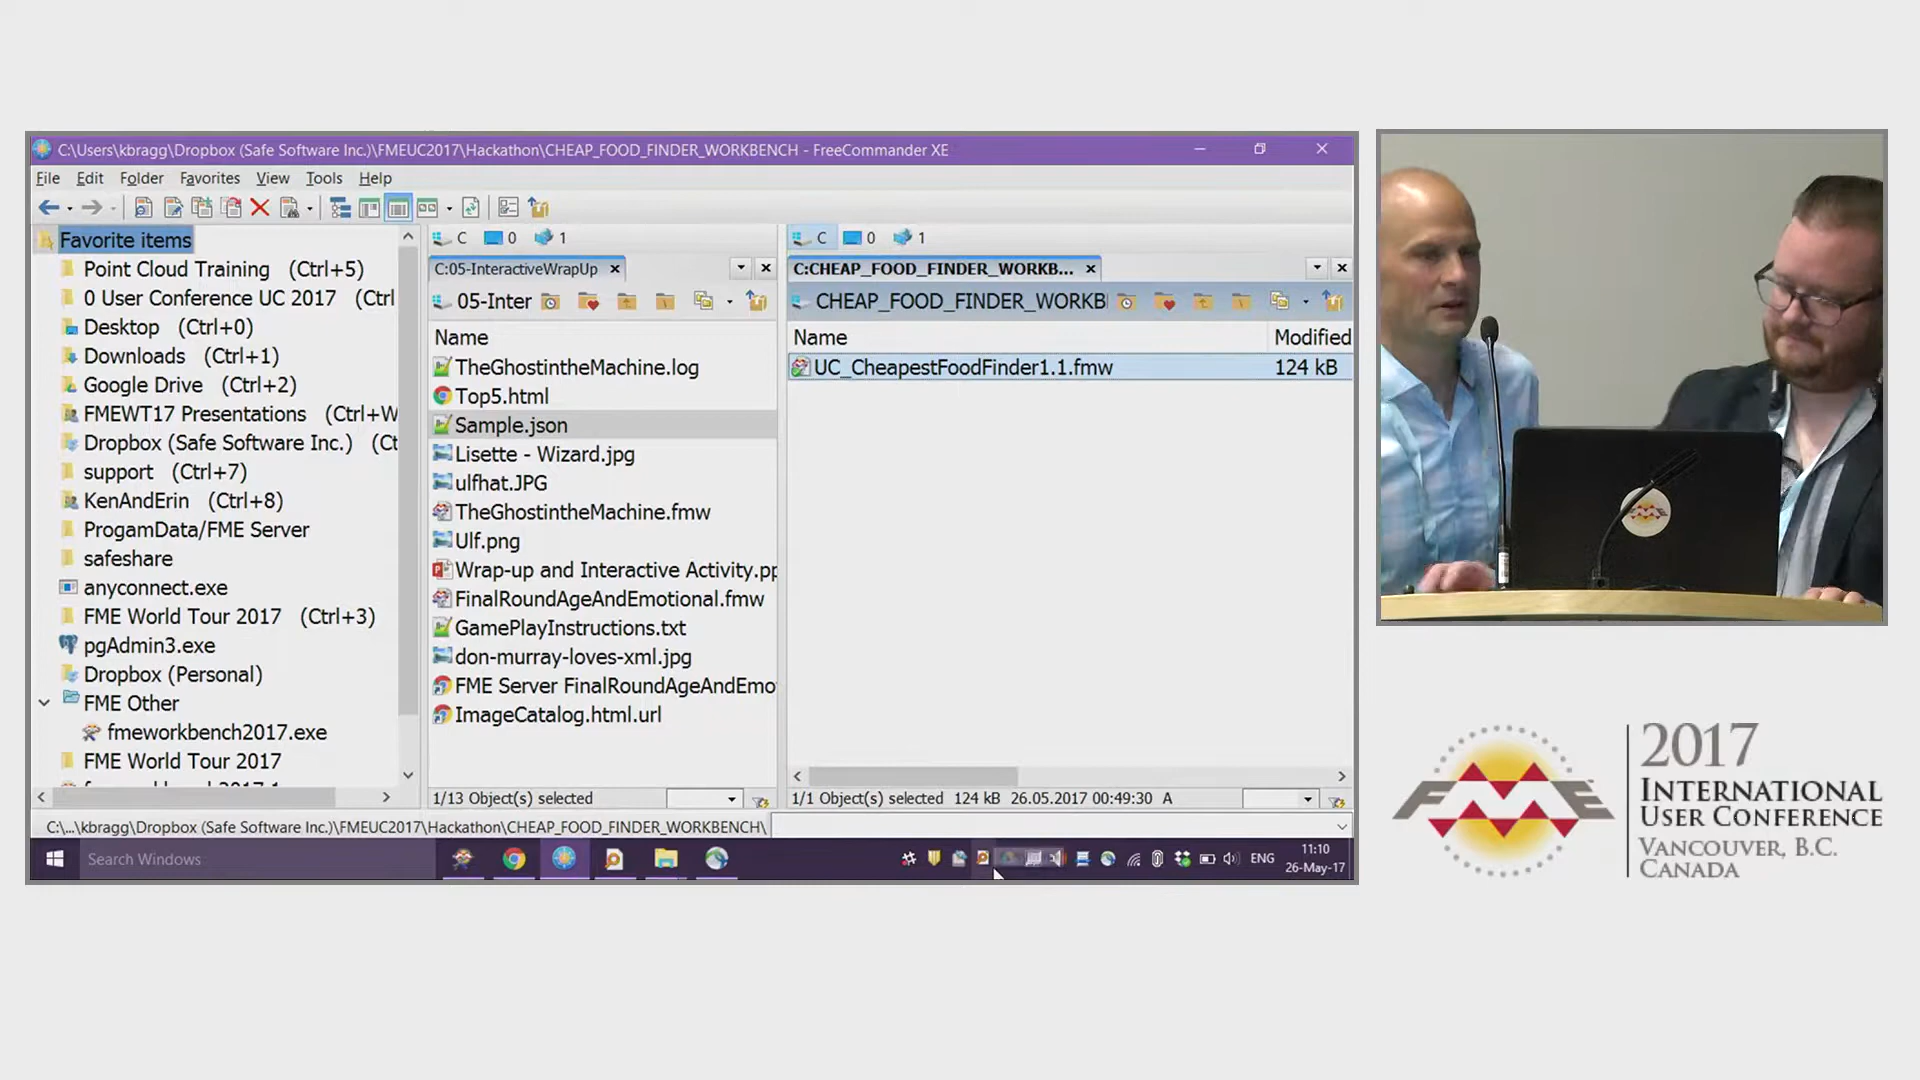 C:\Users\kbragg\Dropbox (Safe Software Inc.)\FMEUC2017\Hackathon\CHEAP_FOOD_FINDER_WORKBENCH - FreeCommander XE
File Edit Folder Favorites View Tools Help
Favorite items
Point Cloud Training (Ctrl+5)
0 User Conference UC 2017 (Ctrl
Desktop (Ctrl+0)
Downloads (Ctrl+1)
Google Drive (Ctrl+2)
FMEWT17 Presentations (Ctrl+W
Dropbox (Safe Software Inc.) (Ct
support (Ctrl+7)
KenAndErin (Ctrl+8)
ProgamData/FME Server
safeshare
anyconnect.exe
FME World Tour 2017 (Ctrl+3)
pgAdmin3.exe
Dropbox (Personal)
FME Other
fmeworkbench2017.exe
FME World Tour 2017
C 0 1
C:05-InteractiveWrapUp
05-Inter
Name
TheGhostintheMachine.log
Top5.html
Sample.json
Lisette - Wizard.jpg
ulfhat.JPG
TheGhostintheMachine.fmw
Ulf.png
Wrap-up and Interactive Activity.pp
FinalRoundAgeAndEmotional.fmw
GamePlayInstructions.txt
don-murray-loves-xml.jpg
FME Server FinalRoundAgeAndEmo
ImageCatalog.html.url
1/13 Object(s) selected
C 0 1
C:CHEAP_FOOD_FINDER_WORKB...
CHEAP_FOOD_FINDER_WORKB
Name Modified
UC_CheapestFoodFinder1.1.fmw 124 kB
1/1 Object(s) selected 124 kB 26.05.2017 00:49:30 A
C:\...\kbragg\Dropbox (Safe Software Inc.)\FMEUC2017\Hackathon\CHEAP_FOOD_FINDER_WORKBENCH\
Search Windows
ENG
11:10
26-May-17
FME
2017
INTERNATIONAL
USER CONFERENCE
VANCOUVER, B.C.
CANADA